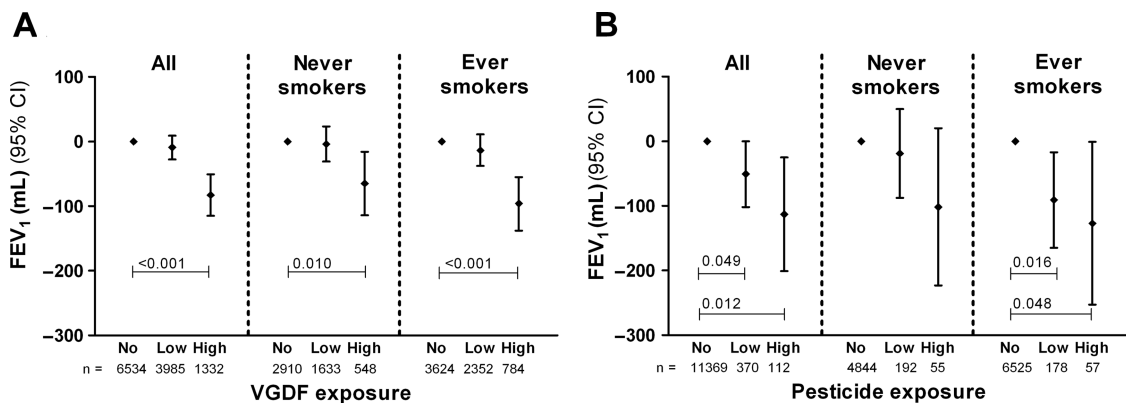 A
All
Never
smokers
Ever
smokers
FEV₁ (mL) (95% CI)
100
0
–100
–200
–300
<0.001
0.010
<0.001
No Low High No Low High No Low High
n = 6534 3985 1332 2910 1633 548 3624 2352 784
VGDF exposure
B
All
Never
smokers
Ever
smokers
FEV₁ (mL) (95% CI)
100
0
–100
–200
–300
0.049
0.012
0.016
0.048
No Low High No Low High No Low High
n = 11369 370 112 4844 192 55 6525 178 57
Pesticide exposure